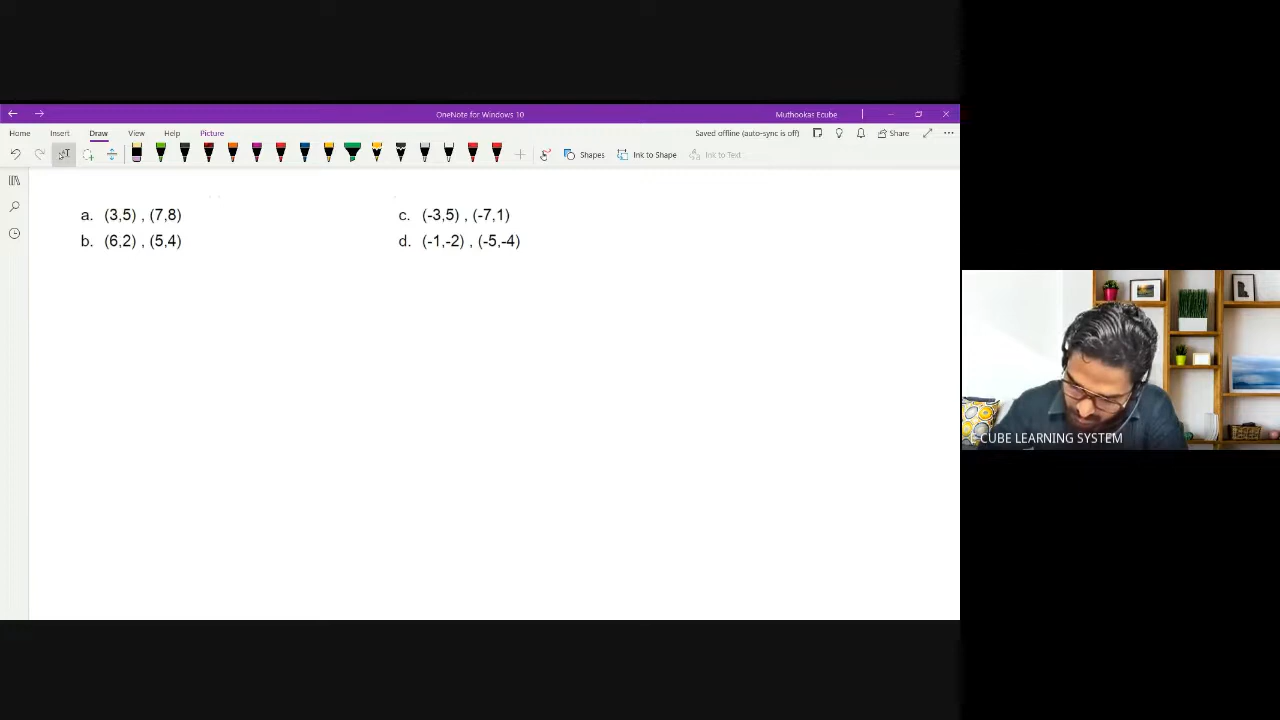 OneNote for Windows 10
Muthookas Ecube
Home Insert Draw View Help Picture
Saved offline (auto-sync is off)
Share
Shapes
Ink to Shape
Ink to Text
a. (3,5) , (7,8)
c. (-3,5) , (-7,1)
b. (6,2) , (5,4)
d. (-1,-2) , (-5,-4)
CUBE LEARNING SYSTEM